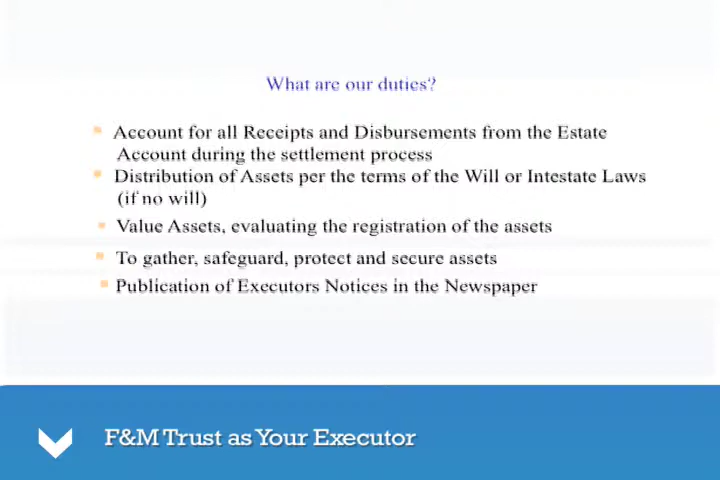 What are our duties?
Account for all Receipts and Disbursements from the Estate
Account during the settlement process
Distribution of Assets per the terms of the Will or Intestate Laws
(if no will)
Value Assets, evaluating the registration of the assets
To gather, safeguard, protect and secure assets
Publication of Executors Notices in the Newspaper
F&M Trust as Your Executor